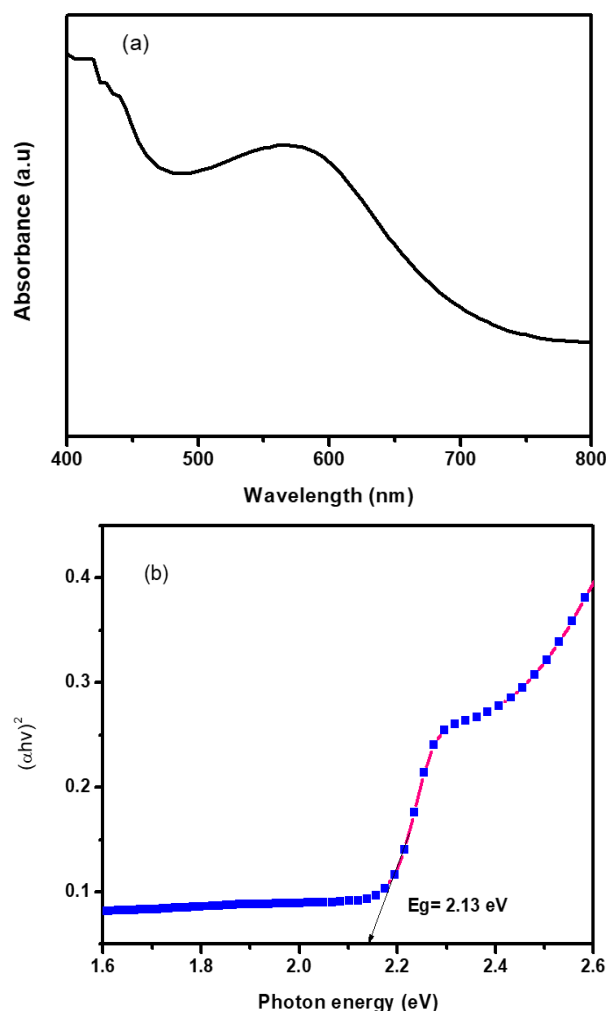 (a)
Absorbance (a.u)
400 500 600 700 800
Wavelength (nm)
(b)
0.4
0.3
(αhν)²
0.2
0.1
Eg= 2.13 eV
1.6 1.8 2.0 2.2 2.4 2.6
Photon energy (eV)